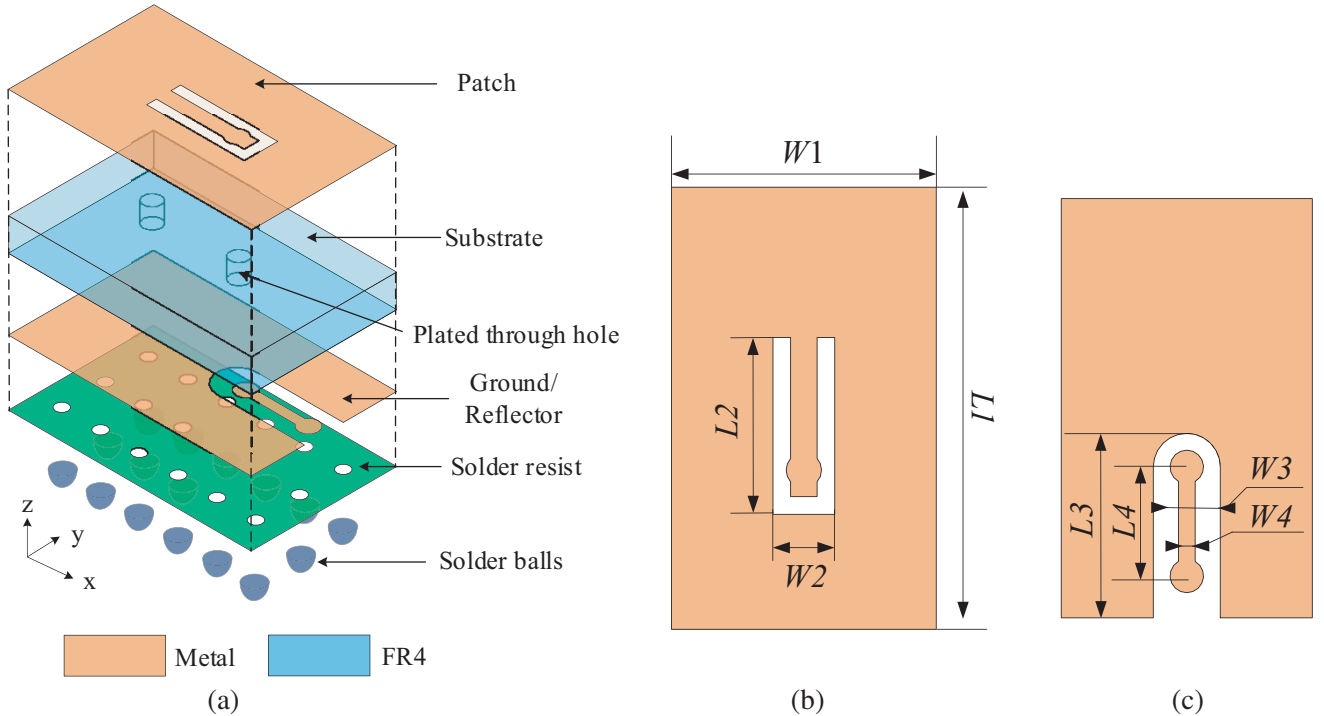 Patch
Substrate
Plated through hole
Ground/
Reflector
Solder resist
Solder balls
z
y
x
Metal
FR4
(a)
W1
L1
L2
W2
(b)
L3
L4
W3
W4
(c)